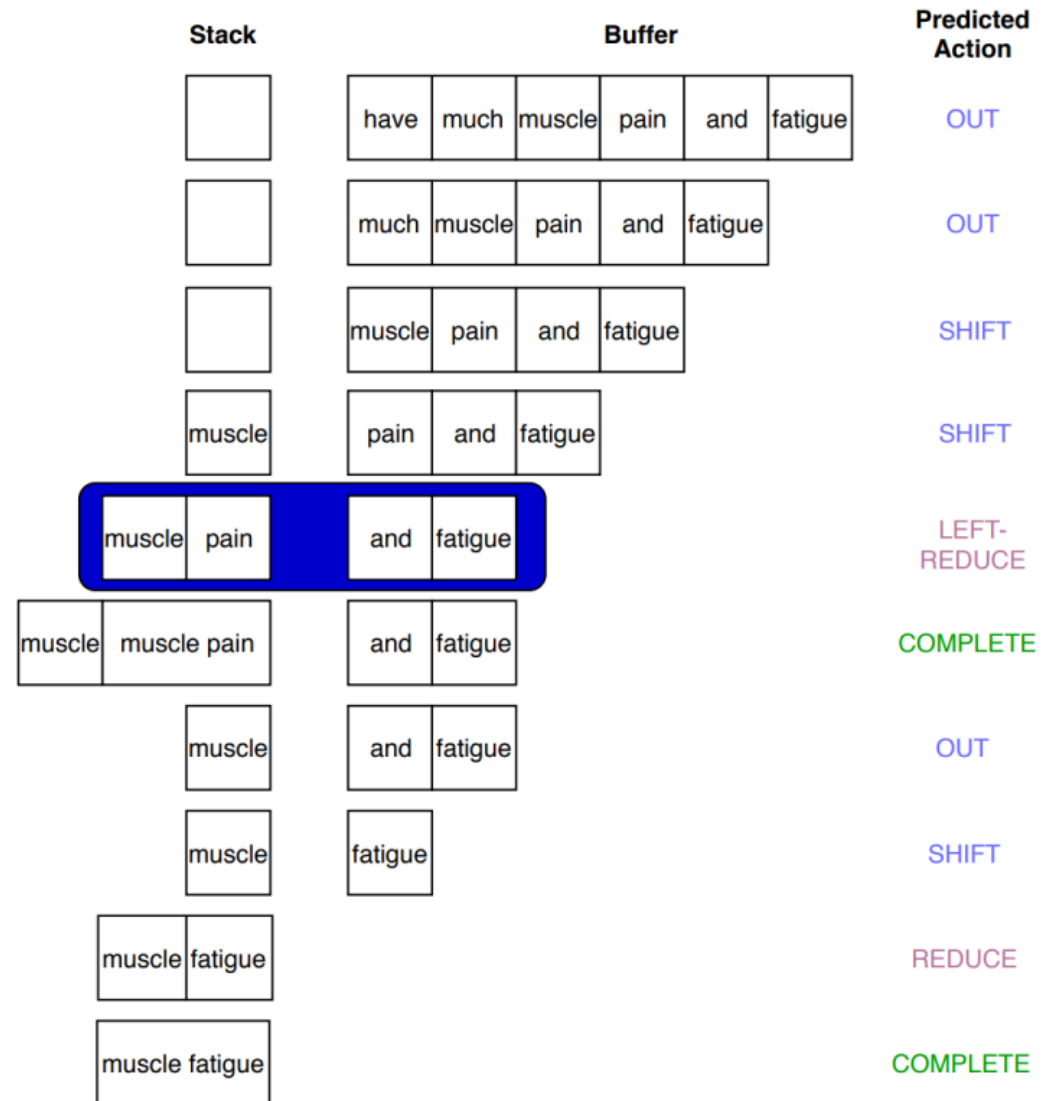 Stack Buffer Predicted Action
have much muscle pain and fatigue OUT
much muscle pain and fatigue OUT
muscle pain and fatigue SHIFT
muscle pain and fatigue SHIFT
muscle pain and fatigue LEFT-
REDUCE
muscle muscle pain and fatigue COMPLETE
muscle and fatigue OUT
muscle fatigue SHIFT
muscle fatigue REDUCE
muscle fatigue COMPLETE